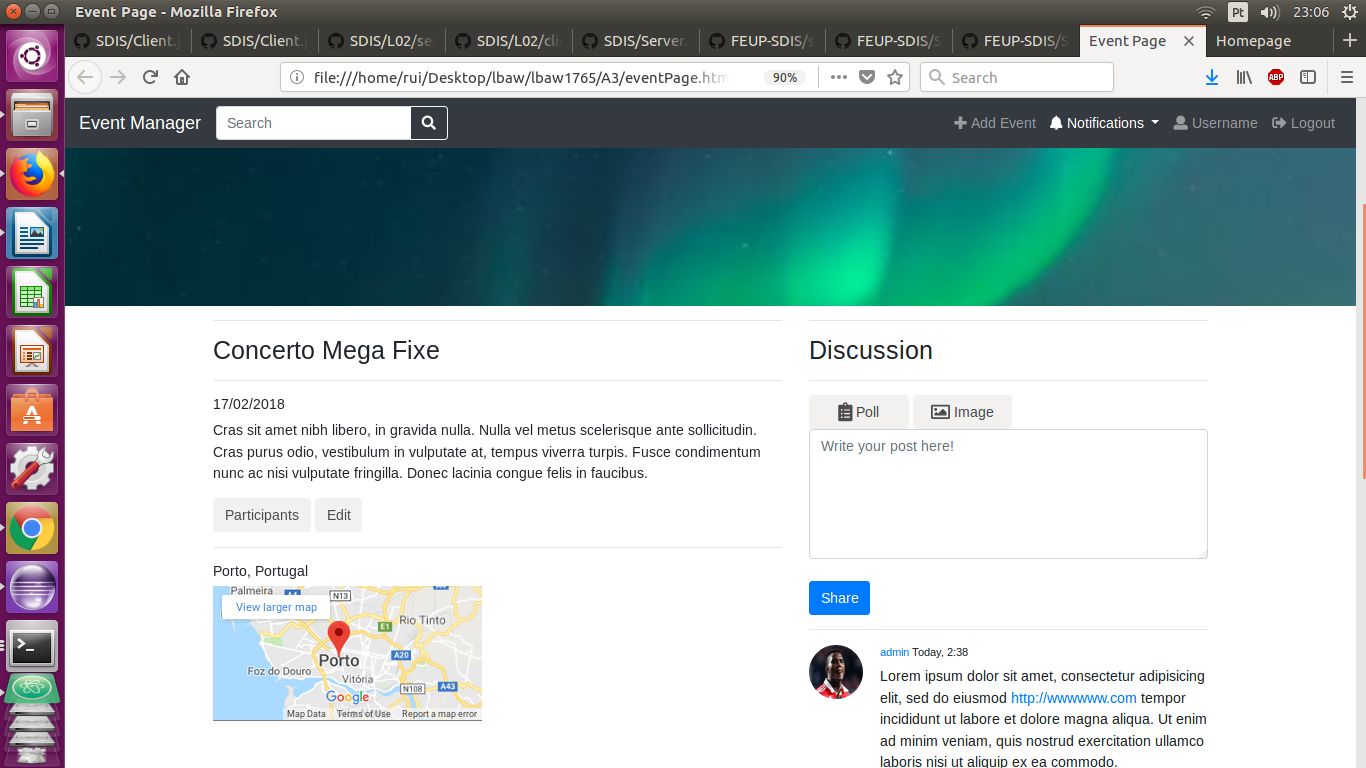 Event Page - Mozilla Firefox
Pt
23:06
SDIS/Client.j
SDIS/Client.j
SDIS/L02/se
SDIS/L02/cli
SDIS/Server.
FEUP-SDIS/s
FEUP-SDIS/S
FEUP-SDIS/S
Event Page
Homepage
file:///home/rui/Desktop/lbaw/lbaw1765/A3/eventPage.htm
90%
Search
ABP
Event Manager
Search
Add Event
Notifications
Username
Logout
Concerto Mega Fixe
17/02/2018
Cras sit amet nibh libero, in gravida nulla. Nulla vel metus scelerisque ante sollicitudin.
Cras purus odio, vestibulum in vulputate at, tempus viverra turpis. Fusce condimentum
nunc ac nisi vulputate fringilla. Donec lacinia congue felis in faucibus.
Participants
Edit
Porto, Portugal
Palmeira
A4
N13
A4
View larger map
Rio Tinto
E1
Porto
A20
Foz do Douro
Vitória
N108
A43
Google
Map Data
Terms of Use
Report a map error
Discussion
Poll
Image
Write your post here!
Share
admin Today, 2:38
Lorem ipsum dolor sit amet, consectetur adipisicing
elit, sed do eiusmod http://wwwwww.com tempor
incididunt ut labore et dolore magna aliqua. Ut enim
ad minim veniam, quis nostrud exercitation ullamco
laboris nisi ut aliquip ex ea commodo.